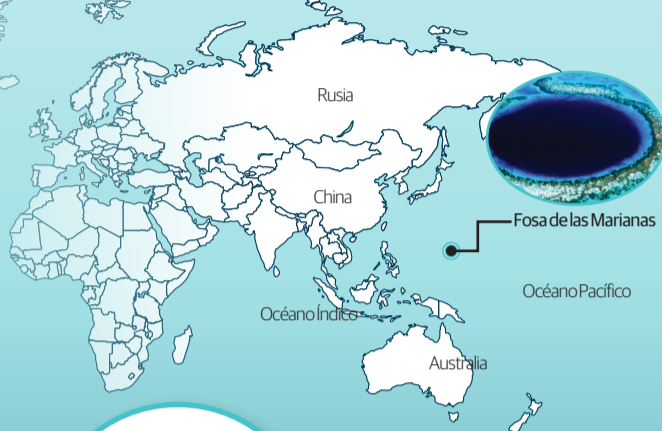 Rusia
China
Fosa de las Marianas
Océano Pacífico
Océano Índico
Australia